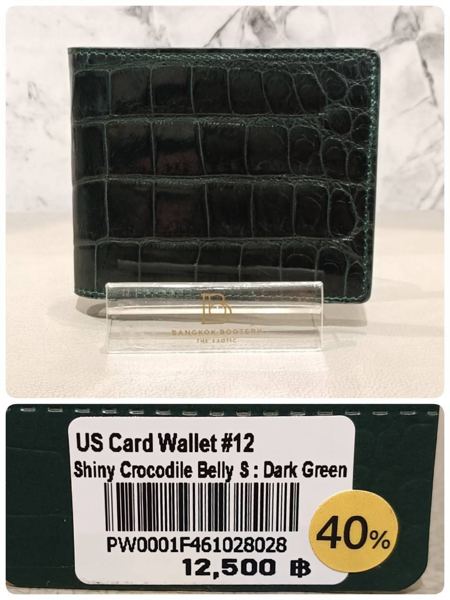 BANGKOK BOOTERY
THE EXOTIC
US Card Wallet #12
Shiny Crocodile Belly S : Dark Green
PW0001F461028028
12,500 ฿
40%